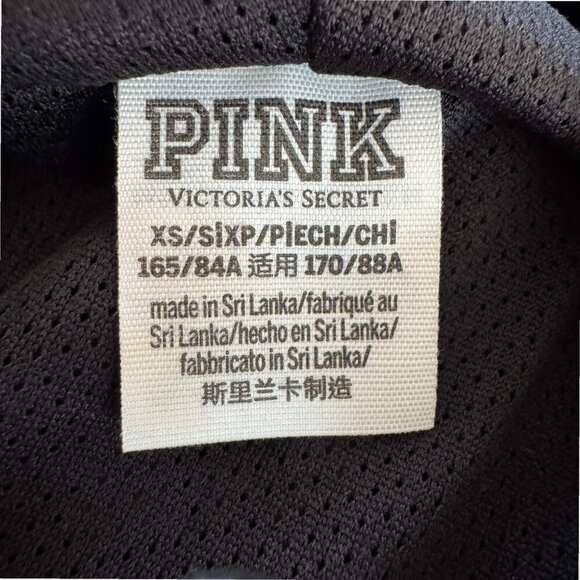 PINK
VICTORIA'S SECRET
XS/S|XP/P|ECH/CH|
165/84A 适用 170/88A
made in Sri Lanka/fabriqué au
Sri Lanka/hecho en Sri Lanka/
fabbricato in Sri Lanka/
斯里兰卡制造